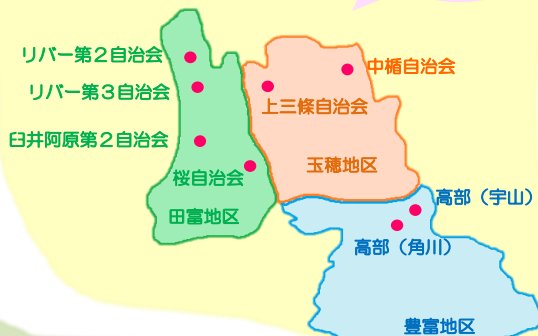 リバー第２自治会
中楯自治会
リバー第３自治会
上三條自治会
臼井阿原第２自治会
玉穂地区
桜自治会
田富地区
高部（宇山）
高部（角川）
豊富地区